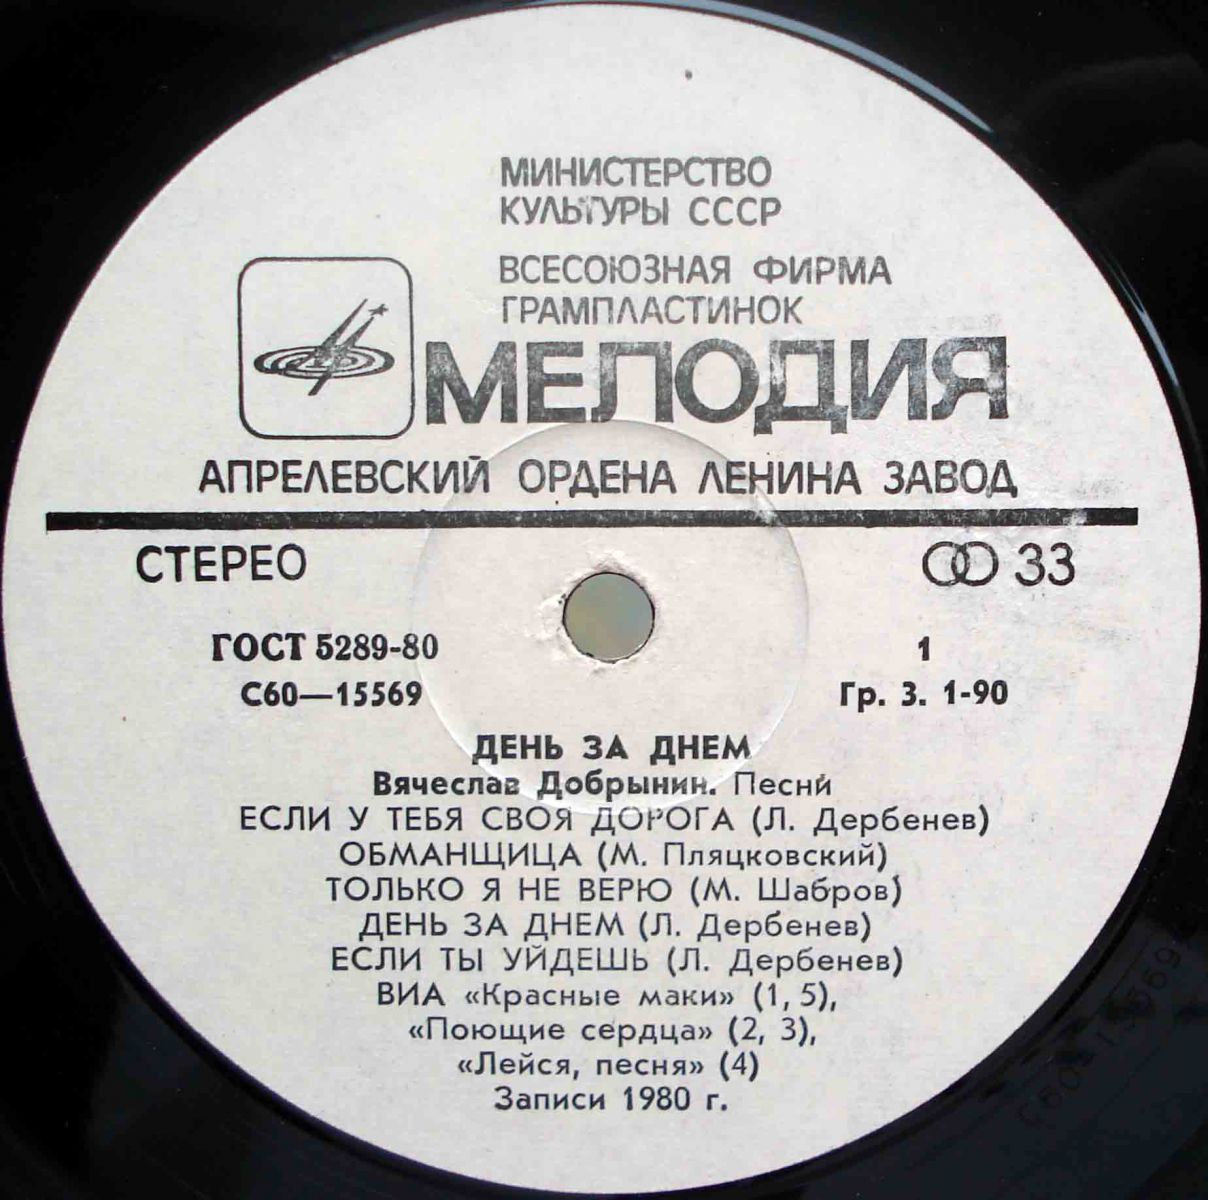 МИНИСТЕРСТВО
КУЛЬТУРЫ СССР
ВСЕСОЮЗНАЯ ФИРМА
ГРАМПЛАСТИНОК
МЕЛОДИЯ
АПРЕЛЕВСКИЙ ОРДЕНА ЛЕНИНА ЗАВОД
СТЕРЕО 33
ГОСТ 5289-80 1
С60—15569 Гр. 3. 1-90
ДЕНЬ ЗА ДНЕМ
Вячеслав Добрынин. Песни
ЕСЛИ У ТЕБЯ СВОЯ ДОРОГА (Л. Дербенев)
ОБМАНЩИЦА (М. Пляцковский)
ТОЛЬКО Я НЕ ВЕРЮ (М. Шабров)
ДЕНЬ ЗА ДНЕМ (Л. Дербенев)
ЕСЛИ ТЫ УЙДЕШЬ (Л. Дербенев)
ВИА «Красные маки» (1, 5),
«Поющие сердца» (2, 3),
«Лейся, песня» (4)
Записи 1980 г.